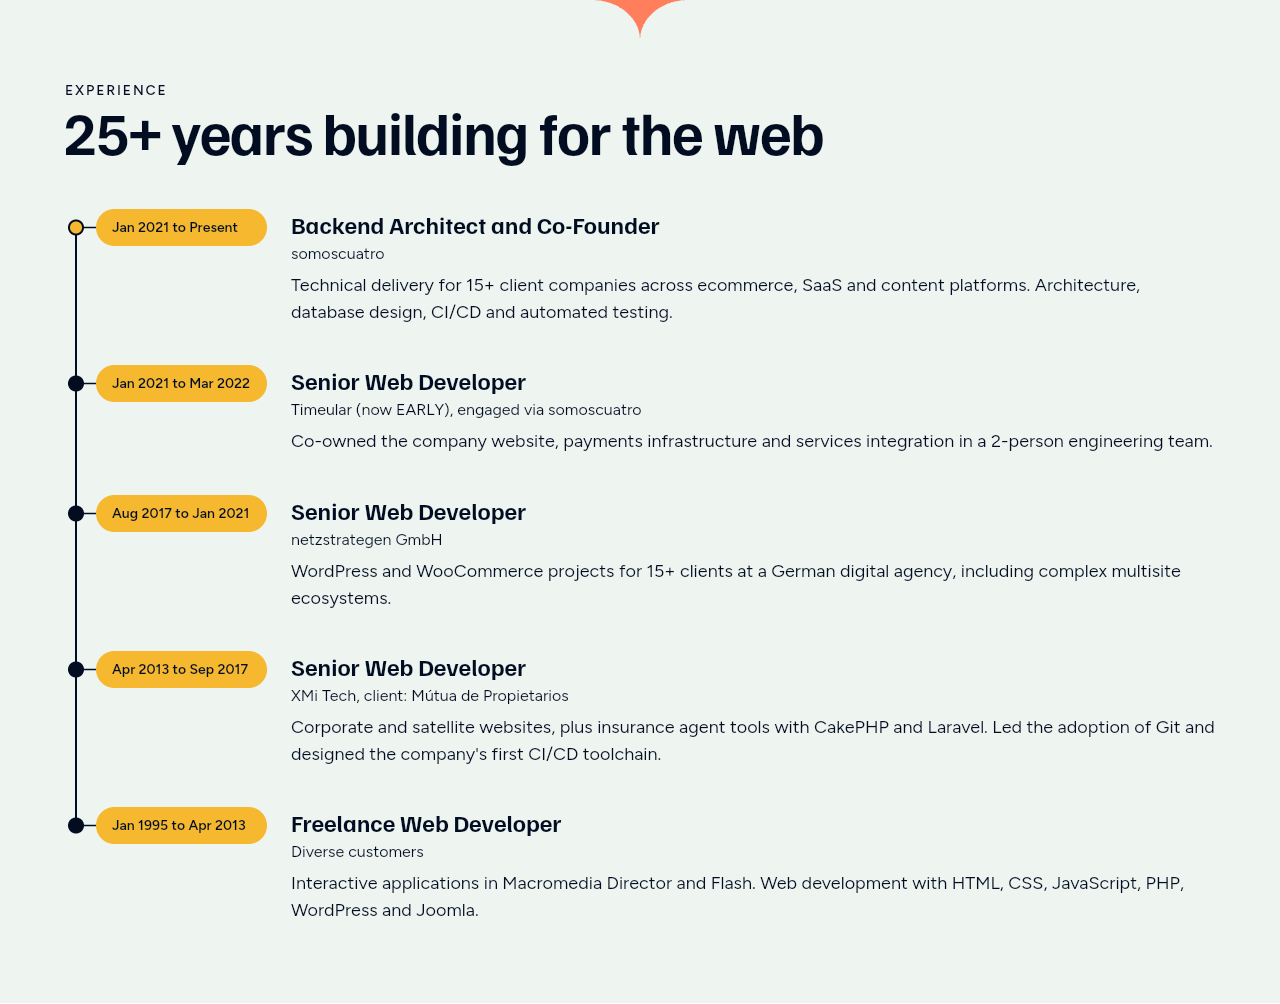 EXPERIENCE
25+ years building for the web
Jan 2021 to Present
Backend Architect and Co-Founder
somoscuatro
Technical delivery for 15+ client companies across ecommerce, SaaS and content platforms. Architecture,
database design, CI/CD and automated testing.
Jan 2021 to Mar 2022
Senior Web Developer
Timeular (now EARLY), engaged via somoscuatro
Co-owned the company website, payments infrastructure and services integration in a 2-person engineering team.
Aug 2017 to Jan 2021
Senior Web Developer
netzstrategen GmbH
WordPress and WooCommerce projects for 15+ clients at a German digital agency, including complex multisite
ecosystems.
Apr 2013 to Sep 2017
Senior Web Developer
XMi Tech, client: Mútua de Propietarios
Corporate and satellite websites, plus insurance agent tools with CakePHP and Laravel. Led the adoption of Git and
designed the company's first CI/CD toolchain.
Jan 1995 to Apr 2013
Freelance Web Developer
Diverse customers
Interactive applications in Macromedia Director and Flash. Web development with HTML, CSS, JavaScript, PHP,
WordPress and Joomla.